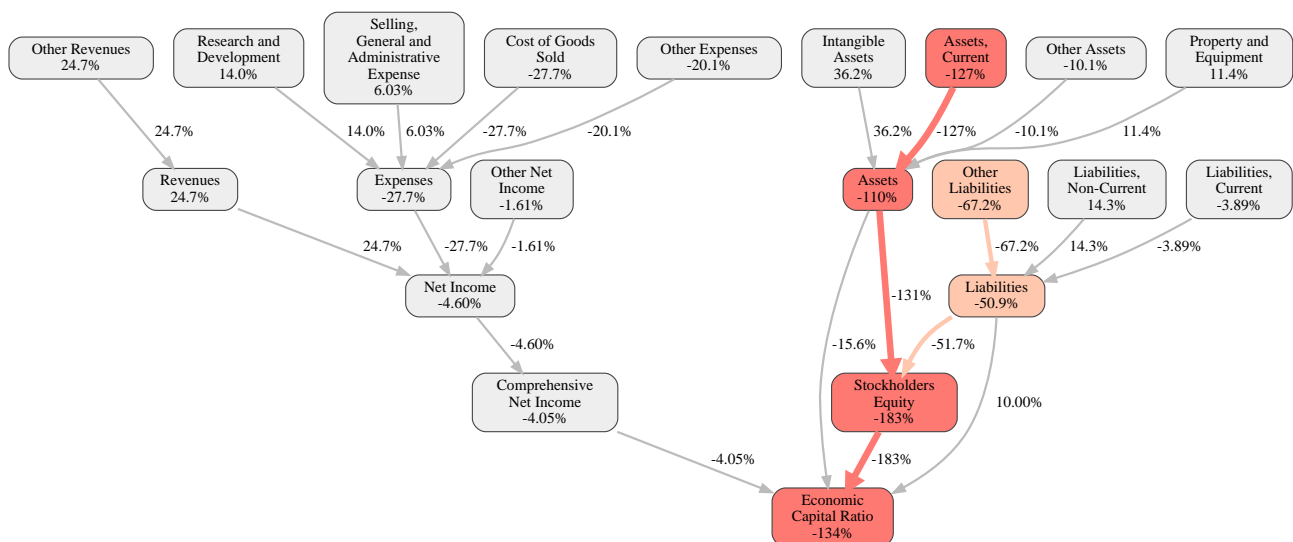 Other Revenues
24.7%
Research and
Development
14.0%
Selling,
General and
Administrative
Expense
6.03%
Cost of Goods
Sold
-27.7%
Other Expenses
-20.1%
Intangible
Assets
36.2%
Assets,
Current
-127%
Other Assets
-10.1%
Property and
Equipment
11.4%
24.7%
14.0%
6.03%
-27.7%
-20.1%
36.2%
-127%
-10.1%
11.4%
Revenues
24.7%
Expenses
-27.7%
Other Net
Income
-1.61%
Assets
-110%
Other
Liabilities
-67.2%
Liabilities,
Non-Current
14.3%
Liabilities,
Current
-3.89%
24.7%
-27.7%
-1.61%
-67.2%
14.3%
-3.89%
Net Income
-4.60%
-131%
Liabilities
-50.9%
-4.60%
-15.6%
-51.7%
Comprehensive
Net Income
-4.05%
Stockholders
Equity
-183%
10.00%
-4.05%
-183%
Economic
Capital Ratio
-134%